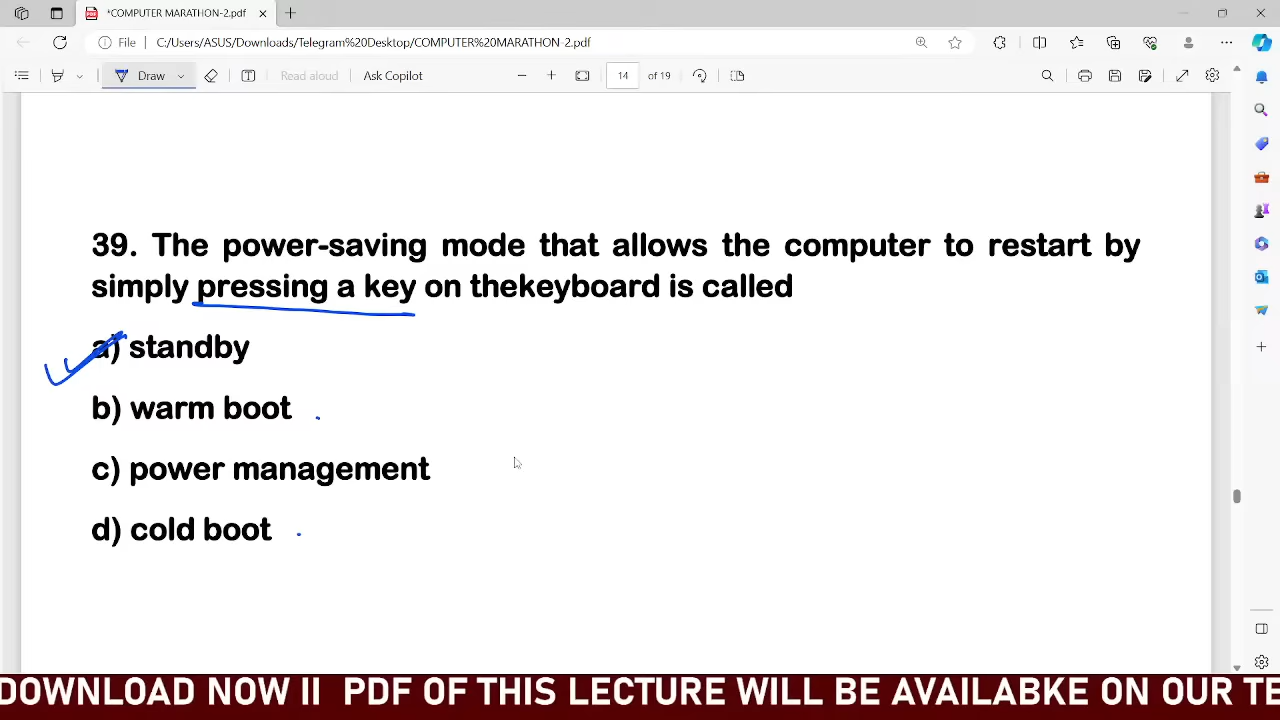 *COMPUTER MARATHON-2.pdf
File C:/Users/ASUS/Downloads/Telegram%20Desktop/COMPUTER%20MARATHON-2.pdf
Draw Read aloud Ask Copilot 14 of 19
39. The power-saving mode that allows the computer to restart by
simply pressing a key on thekeyboard is called
a) standby
b) warm boot
c) power management
d) cold boot
DOWNLOAD NOW II PDF OF THIS LECTURE WILL BE AVAILABKE ON OUR TE